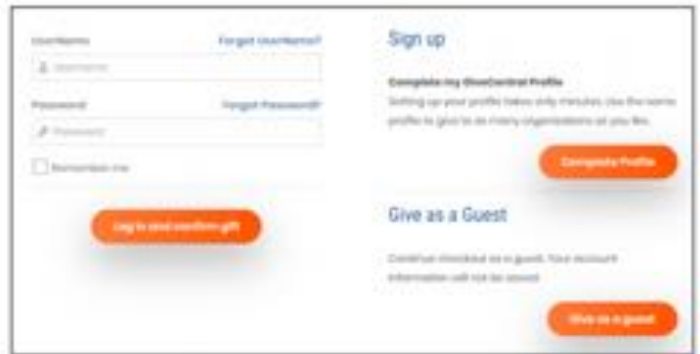 UserName Forgot UserName?
Username
Password Forgot Password?
Password
Remember me
Log in and confirm gift
Sign up
Complete my GiveCentral Profile
Setting up your profile takes only minutes. Use the same
profile to give to as many organizations as you like.
Complete Profile
Give as a Guest
Continue checkout as a guest. Your account
information will not be saved
Give as a guest